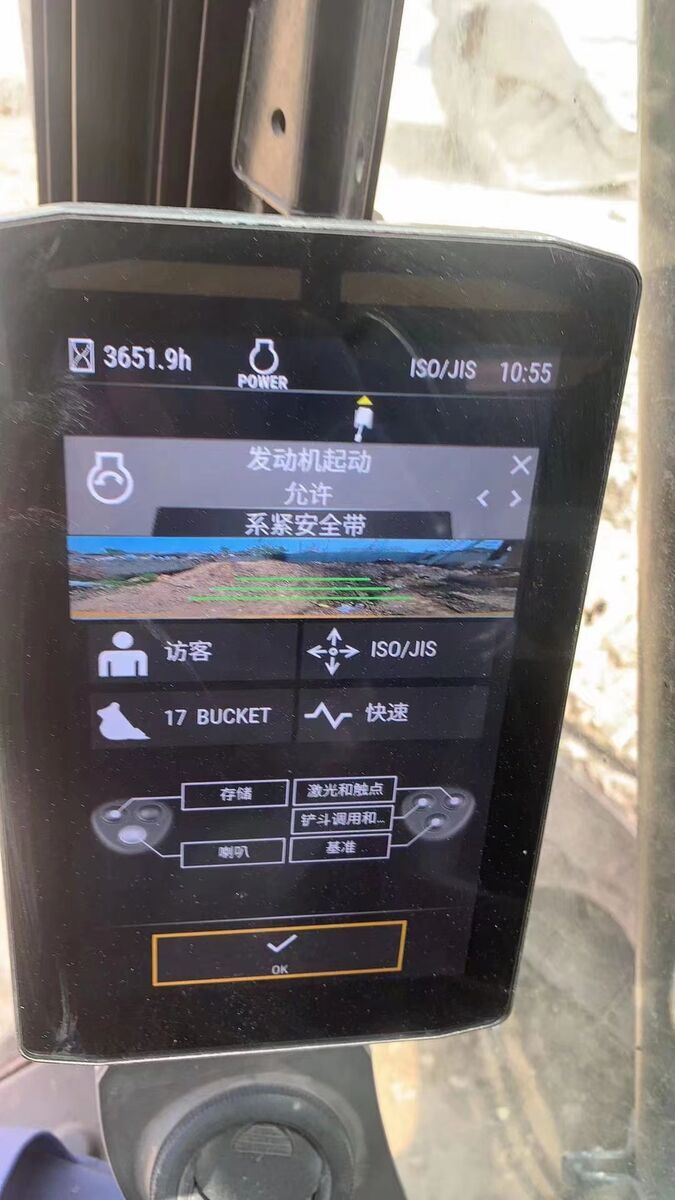 3651.9h
POWER
ISO/JIS 10:55
发动机起动
允许
系紧安全带
访客
ISO/JIS
17 BUCKET
快速
存储
激光和触点
铲斗调用和...
喇叭
基准
OK